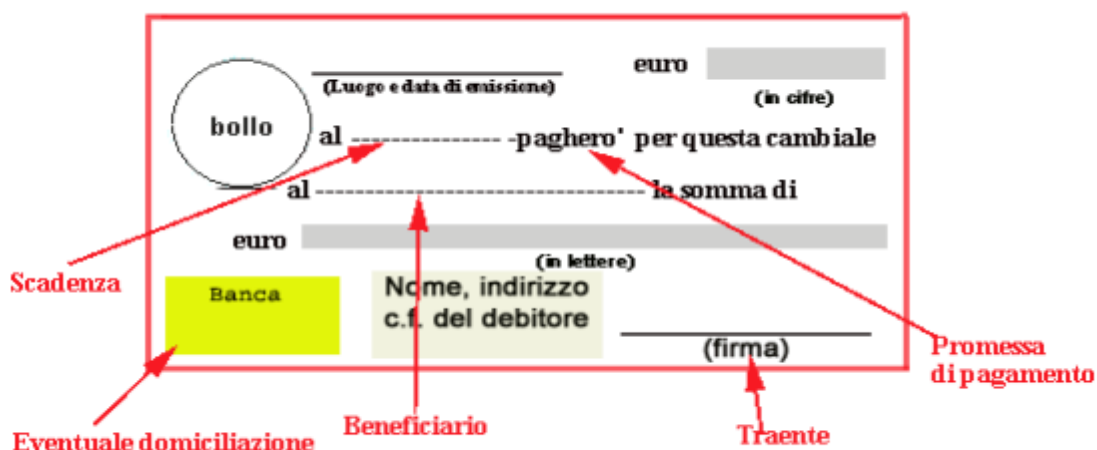 euro
(Luogo e data di emissione)
(in cifre)
bollo
al --------------- -paghero' per questa cambiale
al --------------------------------- la somma di
euro
(in lettere)
Scadenza
Banca
Nome, indirizzo
c.f. del debitore
(firma)
Promessa
di pagamento
Beneficiario
Traente
Eventuale domiciliazione